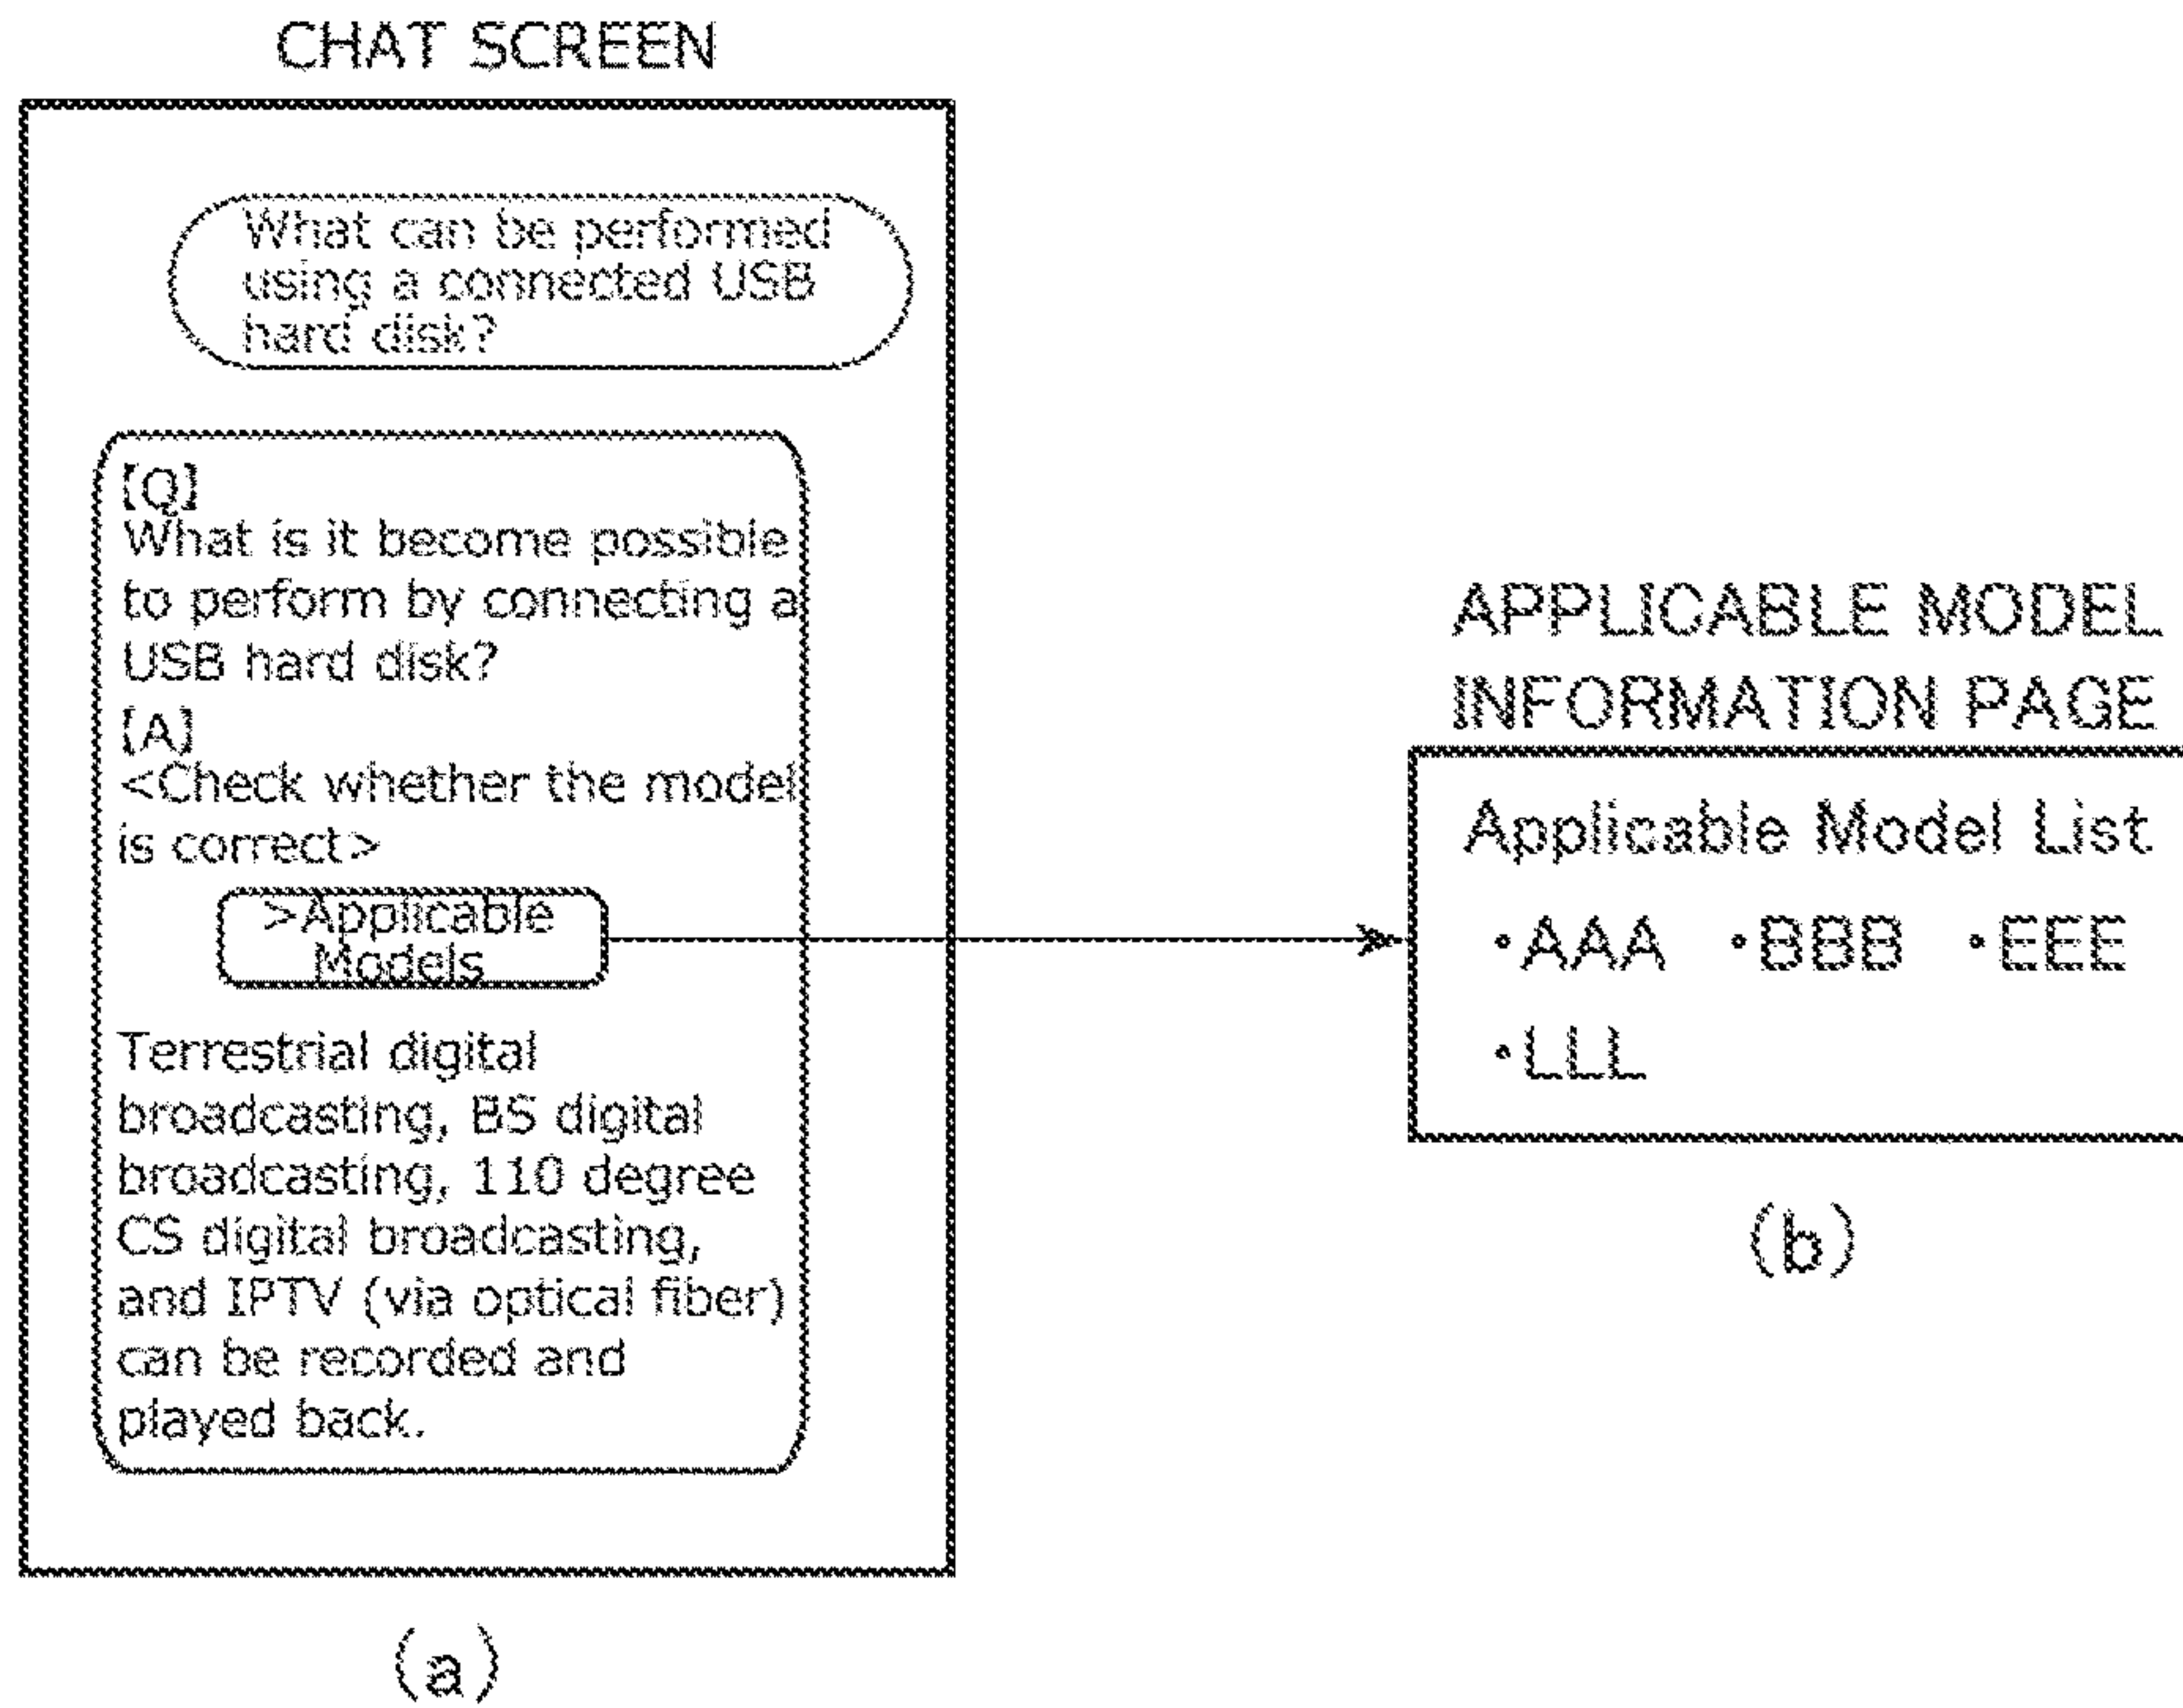 CHAT SCREEN
What can be performed
using a connected USB
hard disk?
【Q】
What is it become possible
to perform by connecting a
USB hard disk?
【A】
<Check whether the model
is correct>
>Applicable
Models
Terrestrial digital
broadcasting, BS digital
broadcasting, 110 degree
CS digital broadcasting,
and IPTV (via optical fiber)
can be recorded and
played back.
(a)
APPLICABLE MODEL
INFORMATION PAGE
Applicable Model List
・AAA ・BBB ・EEE
・LLL
(b)